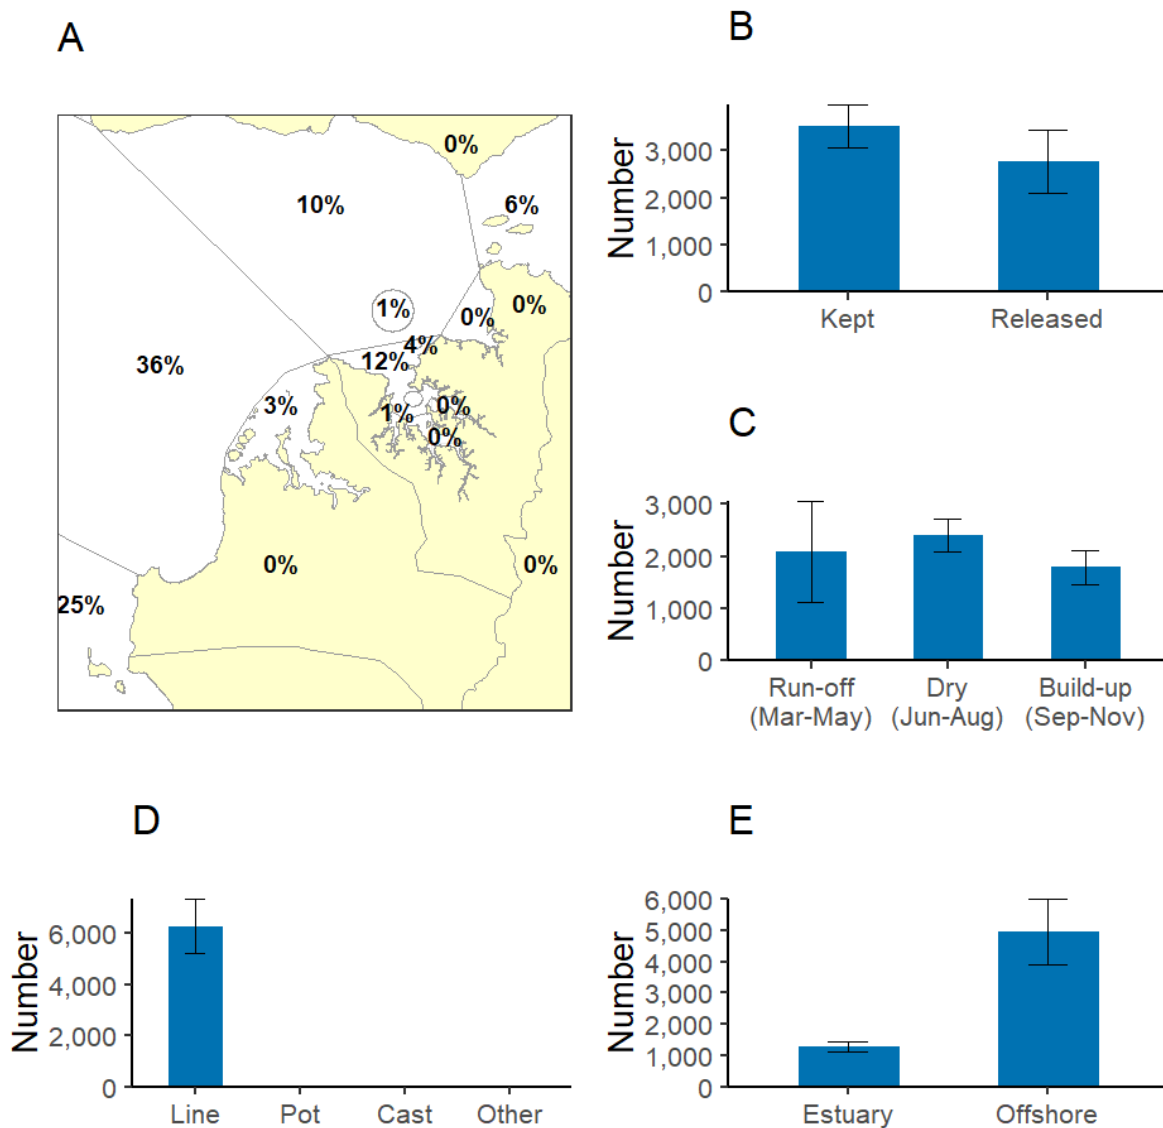 A
0%
10%
6%
1%
0%
0%
4%
12%
36%
3%
1%
0%
0%
0%
0%
25%
B
Number
3,000
2,000
1,000
0
Kept
Released
C
Number
3,000
2,000
1,000
0
Run-off
(Mar-May)
Dry
(Jun-Aug)
Build-up
(Sep-Nov)
D
Number
6,000
4,000
2,000
0
Line
Pot
Cast
Other
E
Number
6,000
5,000
4,000
3,000
2,000
1,000
0
Estuary
Offshore